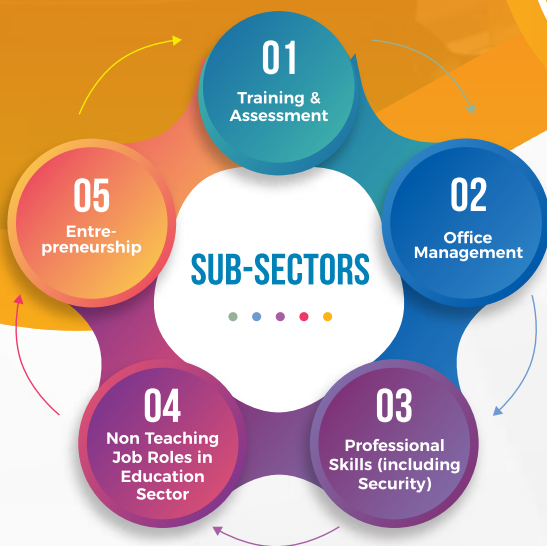 01
Training &
Assessment
02
Office
Management
03
Professional
Skills (including
Security)
04
Non Teaching
Job Roles in
Education
Sector
05
Entre-
preneurship
SUB-SECTORS